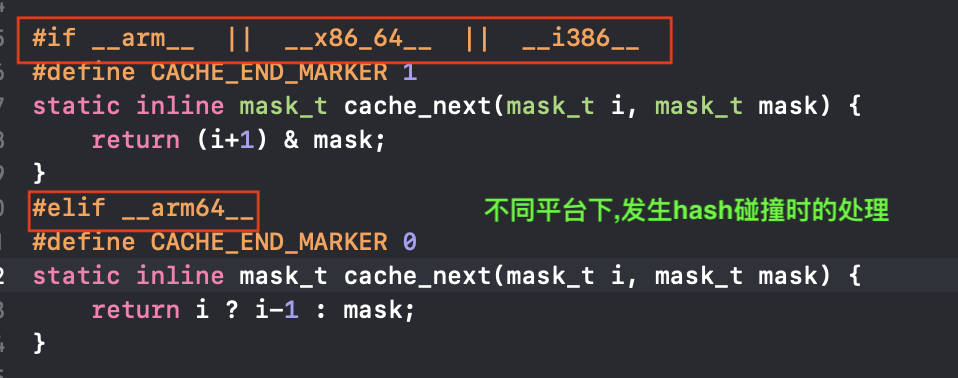 #if __arm__  ||  __x86_64__  ||  __i386__
#define CACHE_END_MARKER 1
static inline mask_t cache_next(mask_t i, mask_t mask) {
    return (i+1) & mask;
}
#elif __arm64__
不同平台下,发生hash碰撞时的处理
#define CACHE_END_MARKER 0
static inline mask_t cache_next(mask_t i, mask_t mask) {
    return i ? i-1 : mask;
}